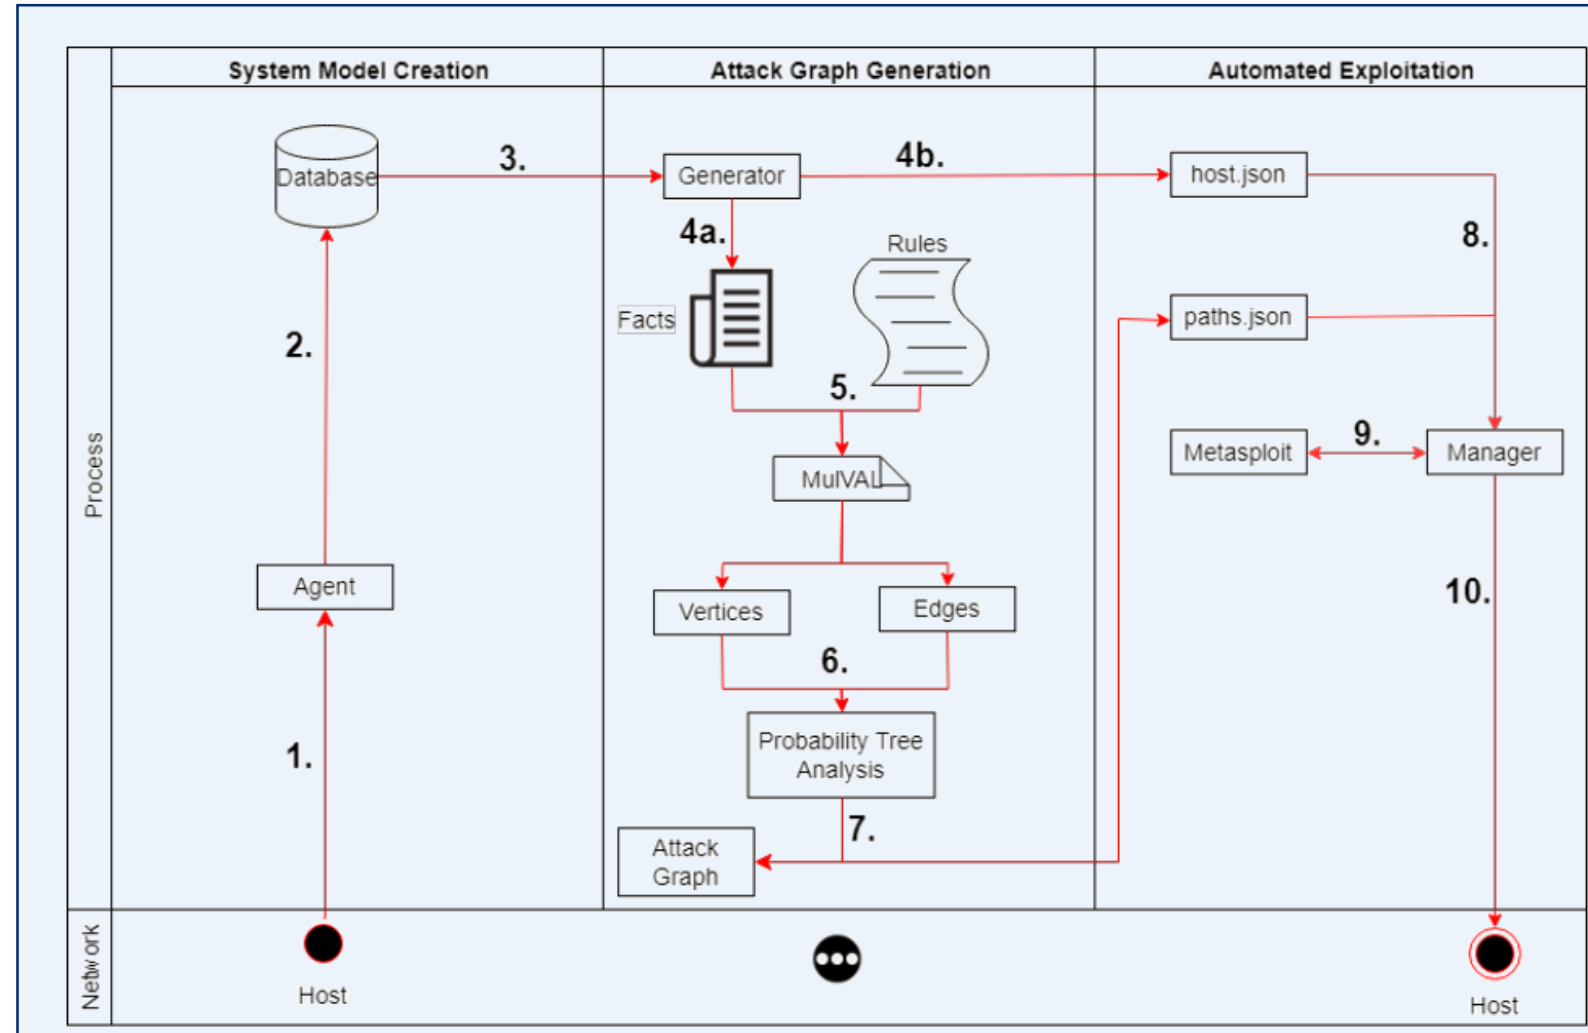 System Model Creation
Attack Graph Generation
Automated Exploitation
Process
Database
3.
Generator
4b.
host.json
4a.
Rules
8.
Facts
paths.json
2.
5.
Metasploit
9.
Manager
MulVAL
Agent
Vertices
Edges
10.
6.
Probability Tree
Analysis
1.
7.
Attack
Graph
Network
Host
Host